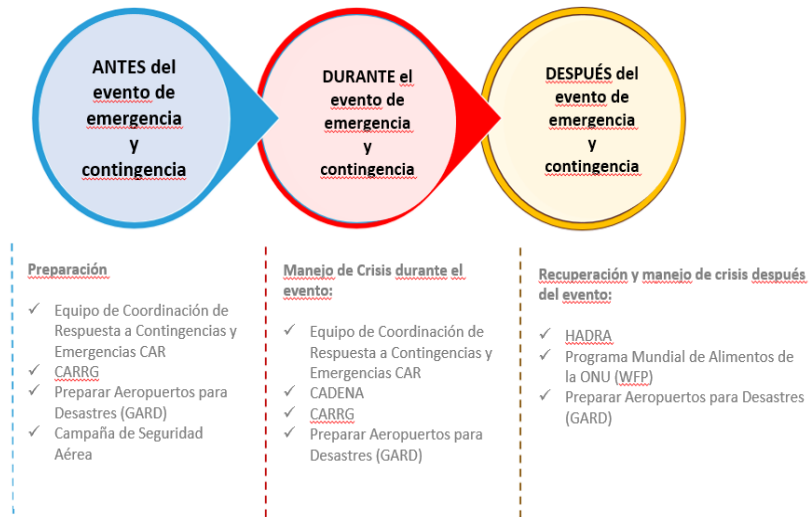 ANTES del
evento de
emergencia
y
contingencia
DURANTE el
evento de
emergencia
y
contingencia
DESPUÉS del
evento de
emergencia
y
contingencia
Preparación
✓ Equipo de Coordinación de
Respuesta a Contingencias y
Emergencias CAR
✓ CARRG
✓ Preparar Aeropuertos para
Desastres (GARD)
✓ Campaña de Seguridad
Aérea
Manejo de Crisis durante el
evento:
✓ Equipo de Coordinación de
Respuesta a Contingencias y
Emergencias CAR
✓ CADENA
✓ CARRG
✓ Preparar Aeropuertos para
Desastres (GARD)
Recuperación y manejo de crisis después
del evento:
✓ HADRA
✓ Programa Mundial de Alimentos de
la ONU (WFP)
✓ Preparar Aeropuertos para Desastres
(GARD)